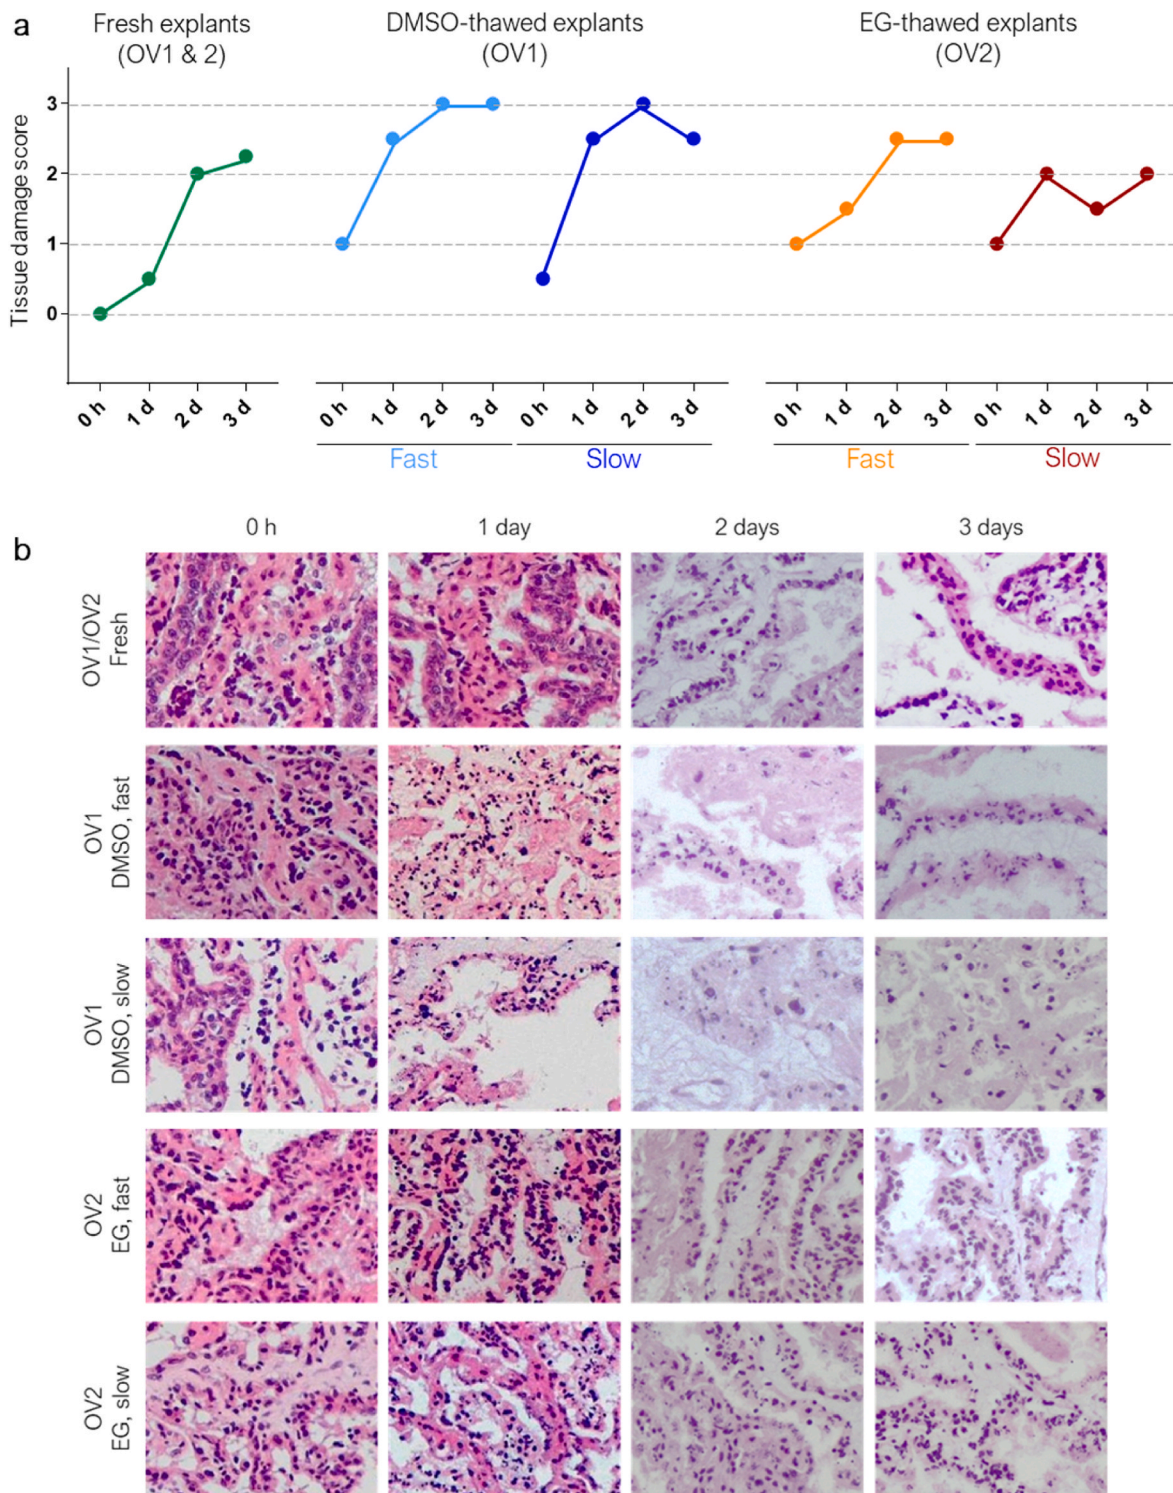 a
Fresh explants
(OV1 & 2)
DMSO-thawed explants
(OV1)
EG-thawed explants
(OV2)
Tissue damage score
3
2
1
0
0 h
1 d
2 d
3 d
0 h
1 d
2 d
3 d
0 h
1 d
2 d
3 d
0 h
1 d
2 d
3 d
0 h
1 d
2 d
3 d
Fast
Slow
Fast
Slow
b
0 h
1 day
2 days
3 days
OV1/OV2
Fresh
OV1
DMSO, fast
OV1
DMSO, slow
OV2
EG, fast
OV2
EG, slow